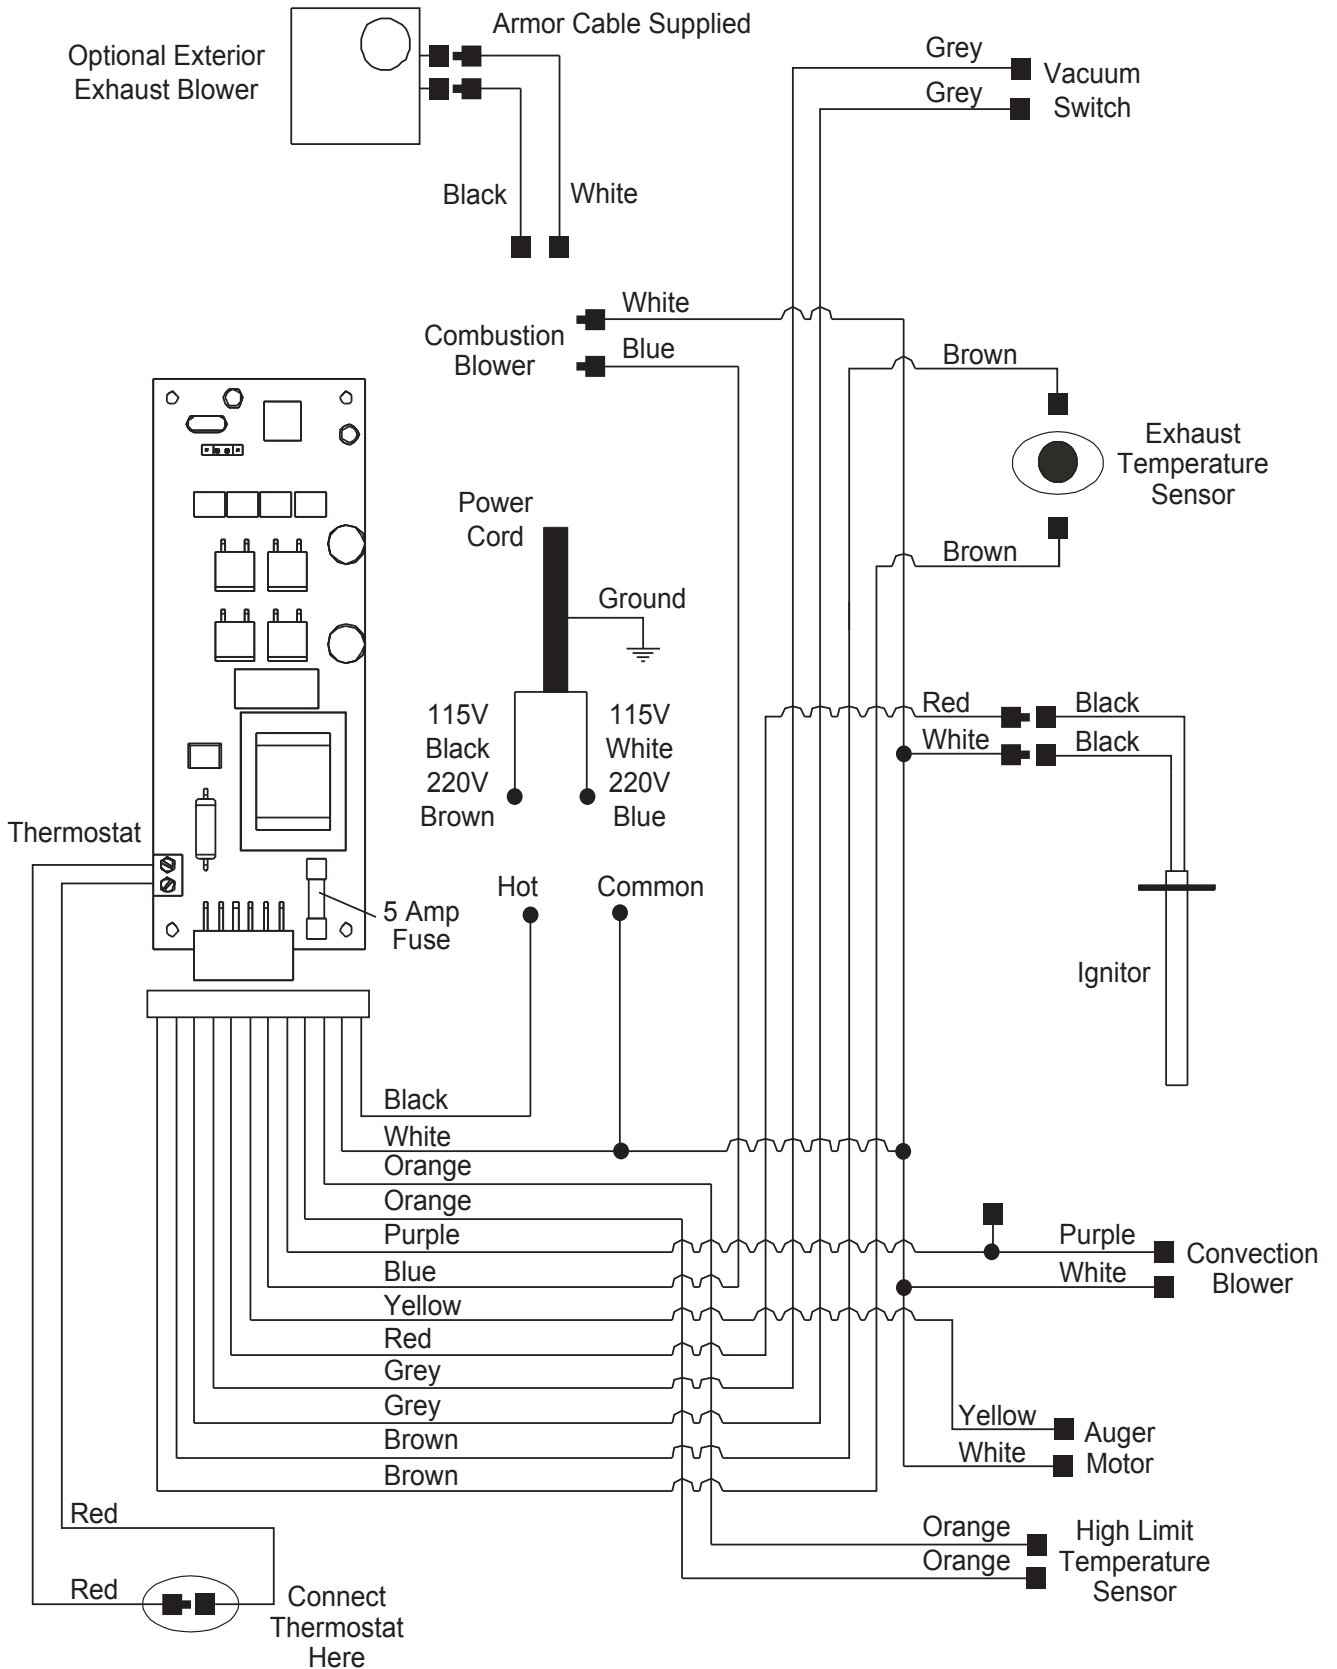 Armor Cable Supplied
Optional Exterior
Exhaust Blower
Grey
Grey
Vacuum
Switch
Black
White
White
Combustion
Blower
Blue
Brown
Exhaust
Temperature
Sensor
Brown
Power
Cord
Ground
115V
Black
220V
Brown
115V
White
220V
Blue
Red
White
Black
Black
Thermostat
Hot
Common
5 Amp
Fuse
Ignitor
Black
White
Orange
Orange
Purple
Blue
Yellow
Red
Grey
Grey
Brown
Brown
Purple
White
Convection
Blower
Yellow
White
Auger
Motor
Orange
Orange
High Limit
Temperature
Sensor
Red
Red
Connect
Thermostat
Here